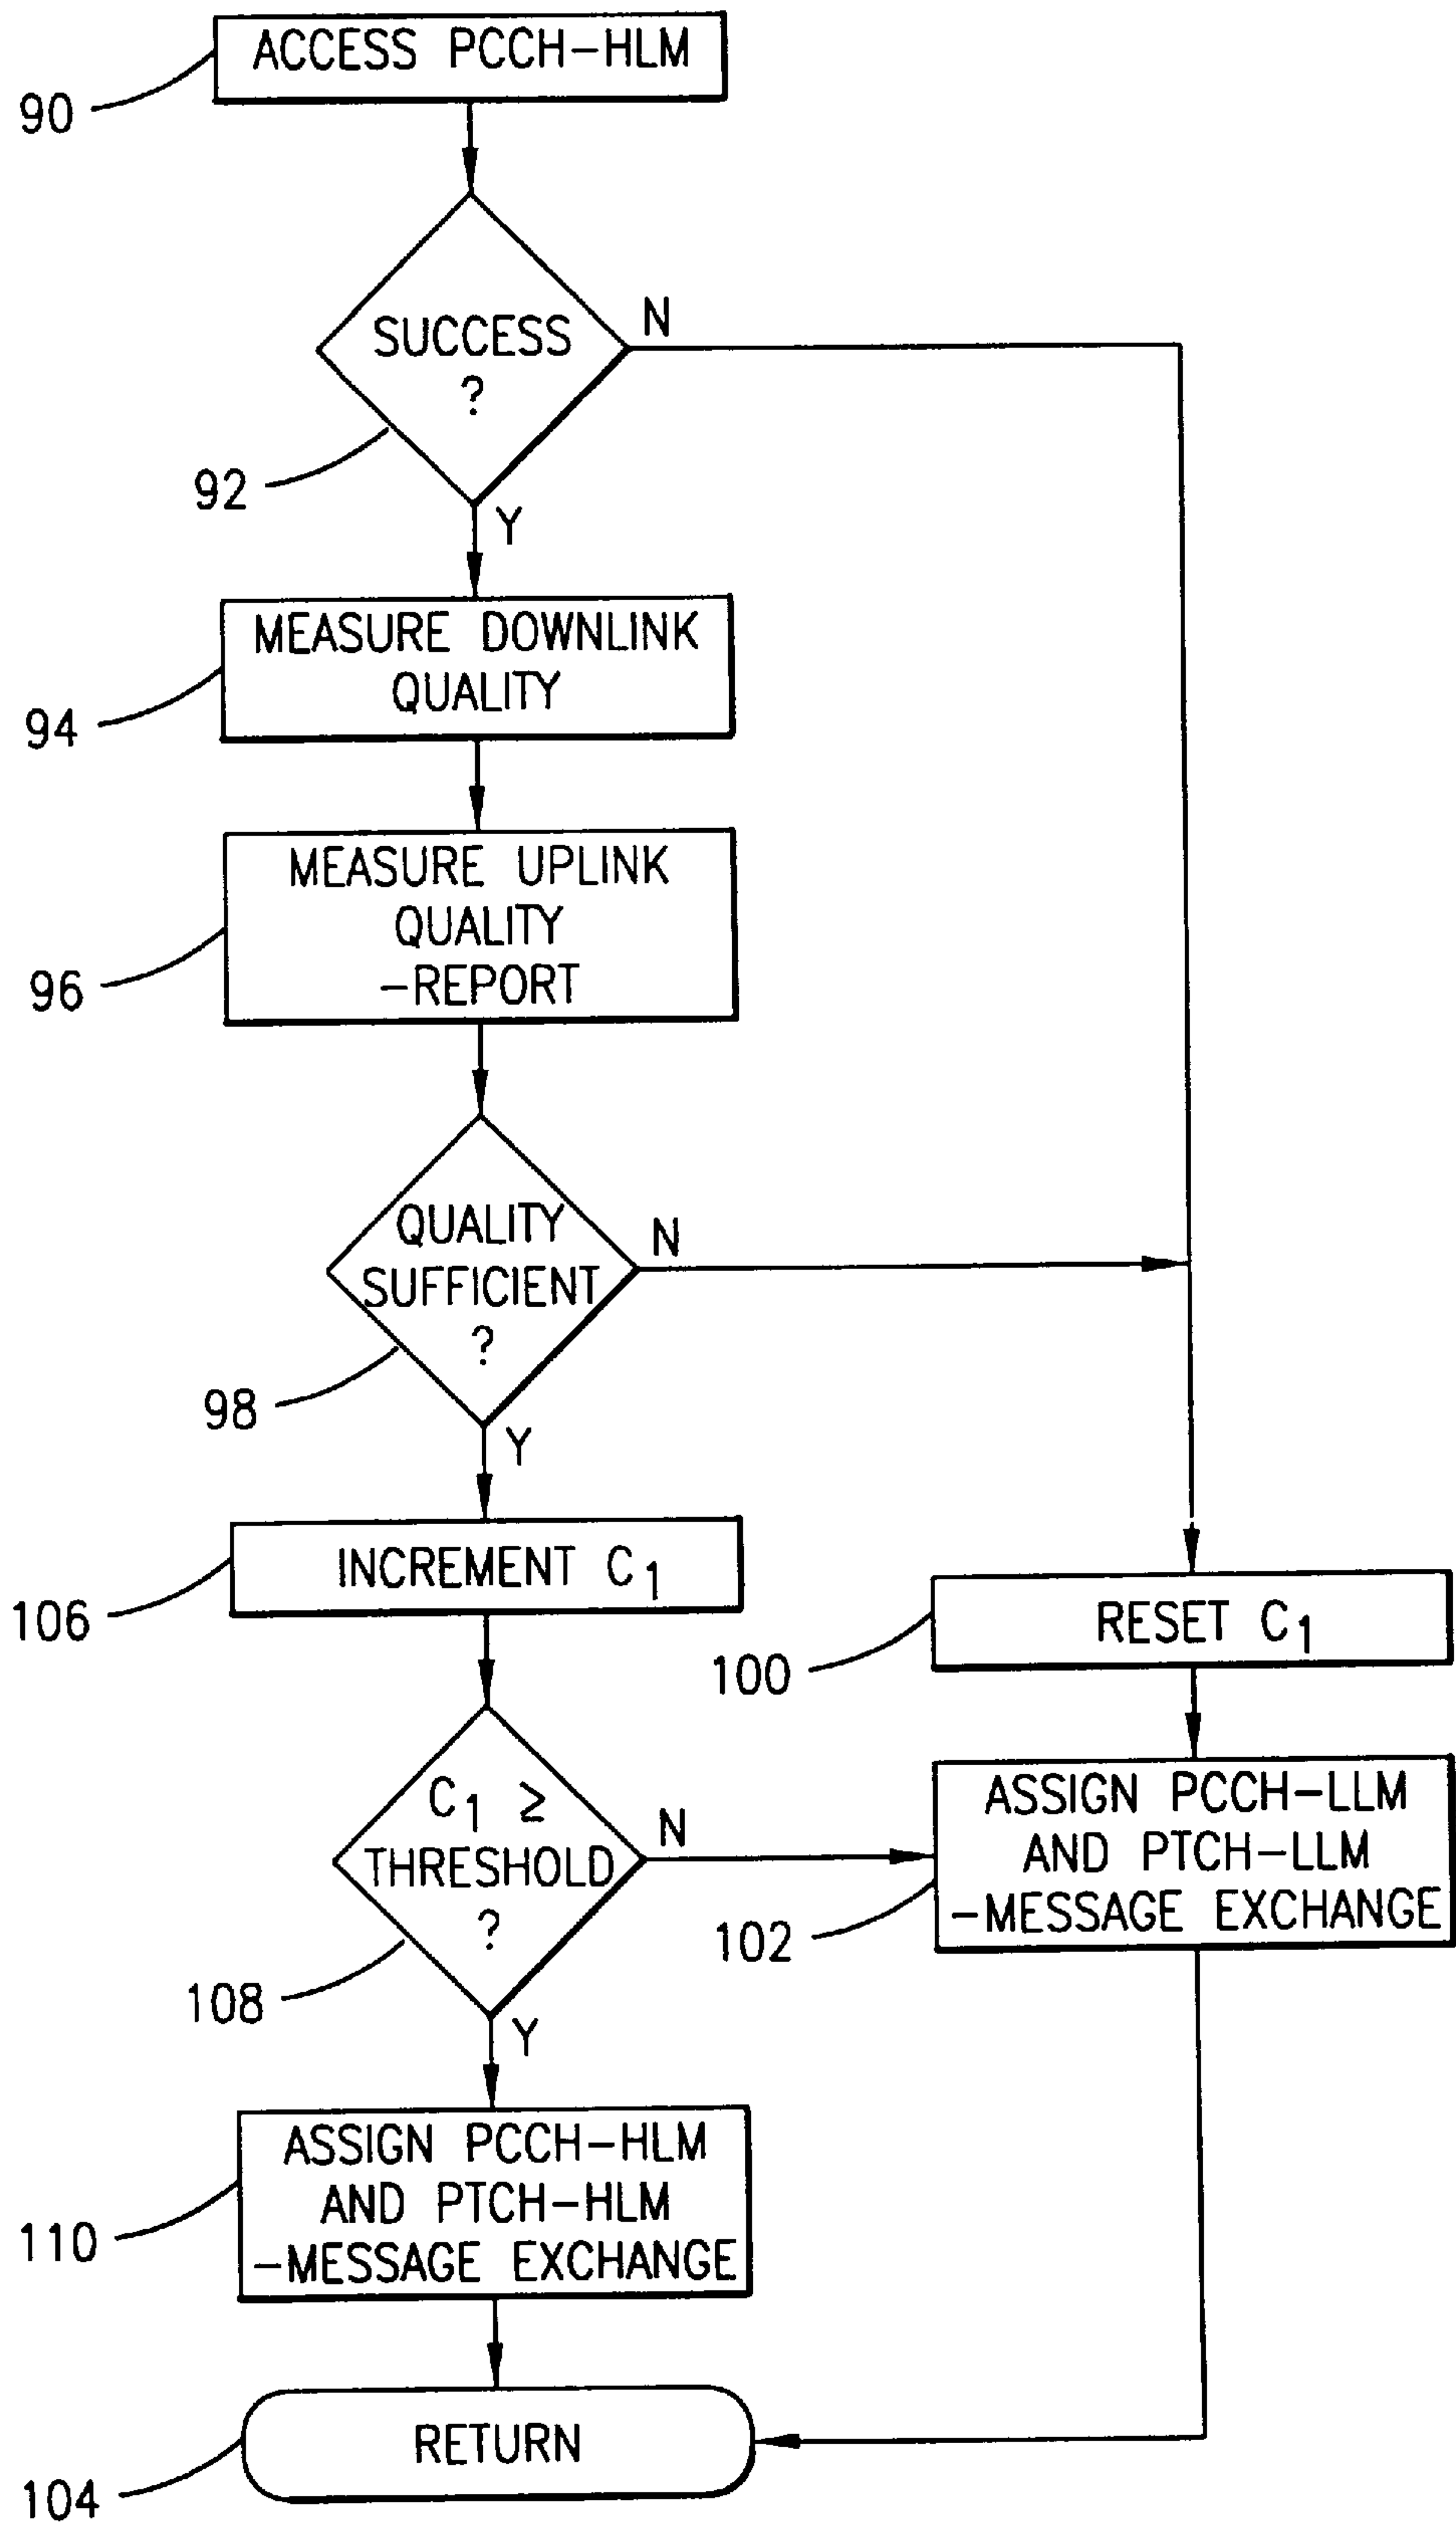 ACCESS PCCH-HLM
90
SUCCESS
?
N
92
Y
MEASURE DOWNLINK
QUALITY
94
MEASURE UPLINK
QUALITY
-REPORT
96
QUALITY
SUFFICIENT
?
N
98
Y
INCREMENT C1
106
RESET C1
100
C1 ≥
THRESHOLD
?
N
108
Y
ASSIGN PCCH-LLM
AND PTCH-LLM
-MESSAGE EXCHANGE
102
ASSIGN PCCH-HLM
AND PTCH-HLM
-MESSAGE EXCHANGE
110
RETURN
104